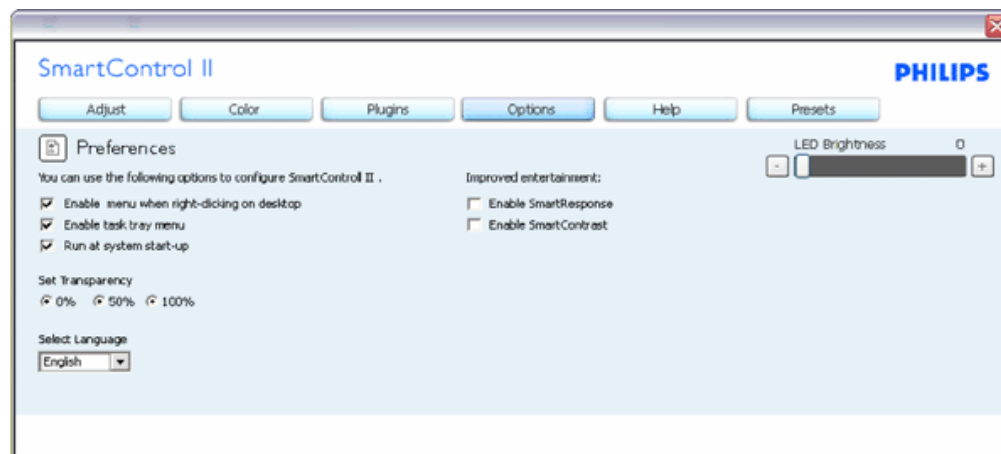 SmartControl II
PHILIPS
Adjust
Color
Plugins
Options
Help
Presets
Preferences
LED Brightness 0
You can use the following options to configure SmartControl II .
Enable menu when right-clicking on desktop
Enable task tray menu
Run at system start-up
Improved entertainment:
Enable SmartResponse
Enable SmartContrast
Set Transparency
0% 50% 100%
Select Language
English